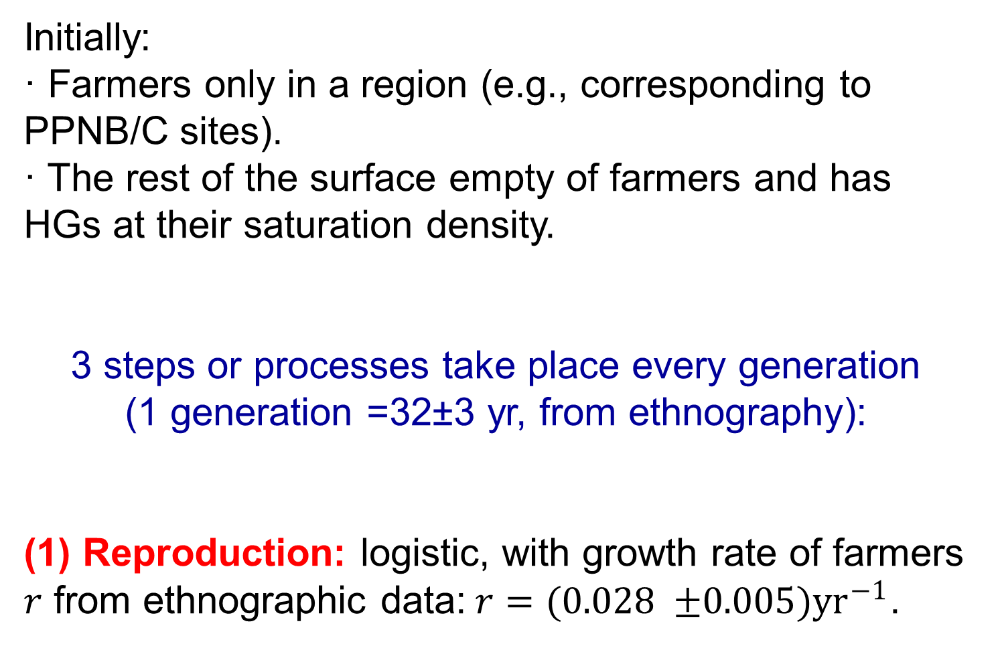 Initially:
· Farmers only in a region (e.g., corresponding to
PPNB/C sites).
· The rest of the surface empty of farmers and has
HGs at their saturation density.
3 steps or processes take place every generation
(1 generation =32±3 yr, from ethnography):
(1) Reproduction: logistic, with growth rate of farmers
r from ethnographic data: r = (0.028 ±0.005)yr⁻¹.